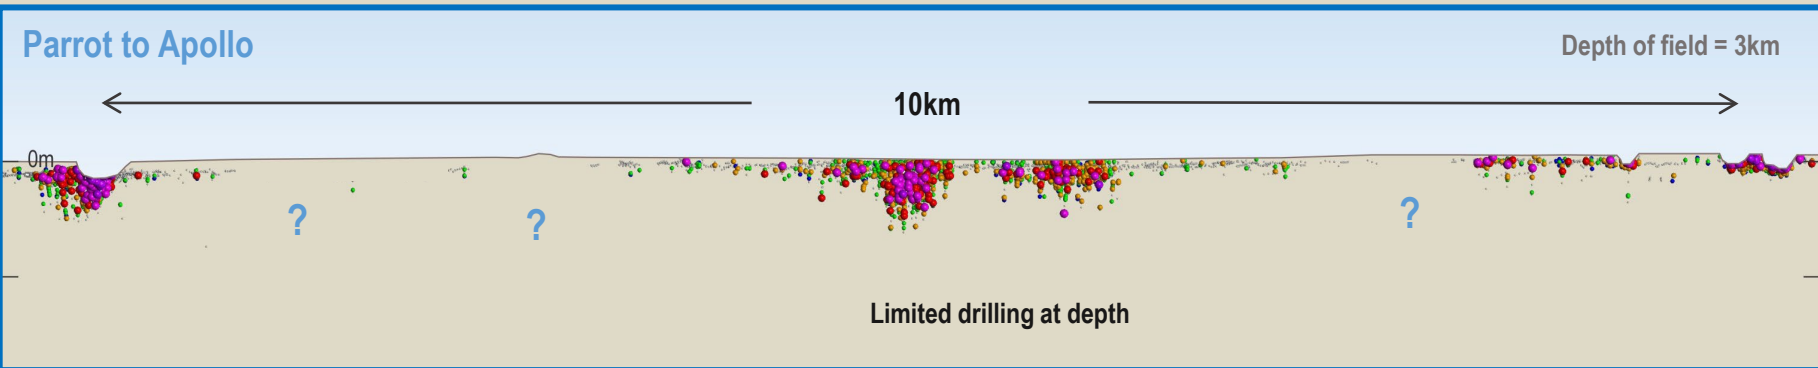 Parrot to Apollo
Depth of field = 3km
10km
0m
?
?
?
Limited drilling at depth